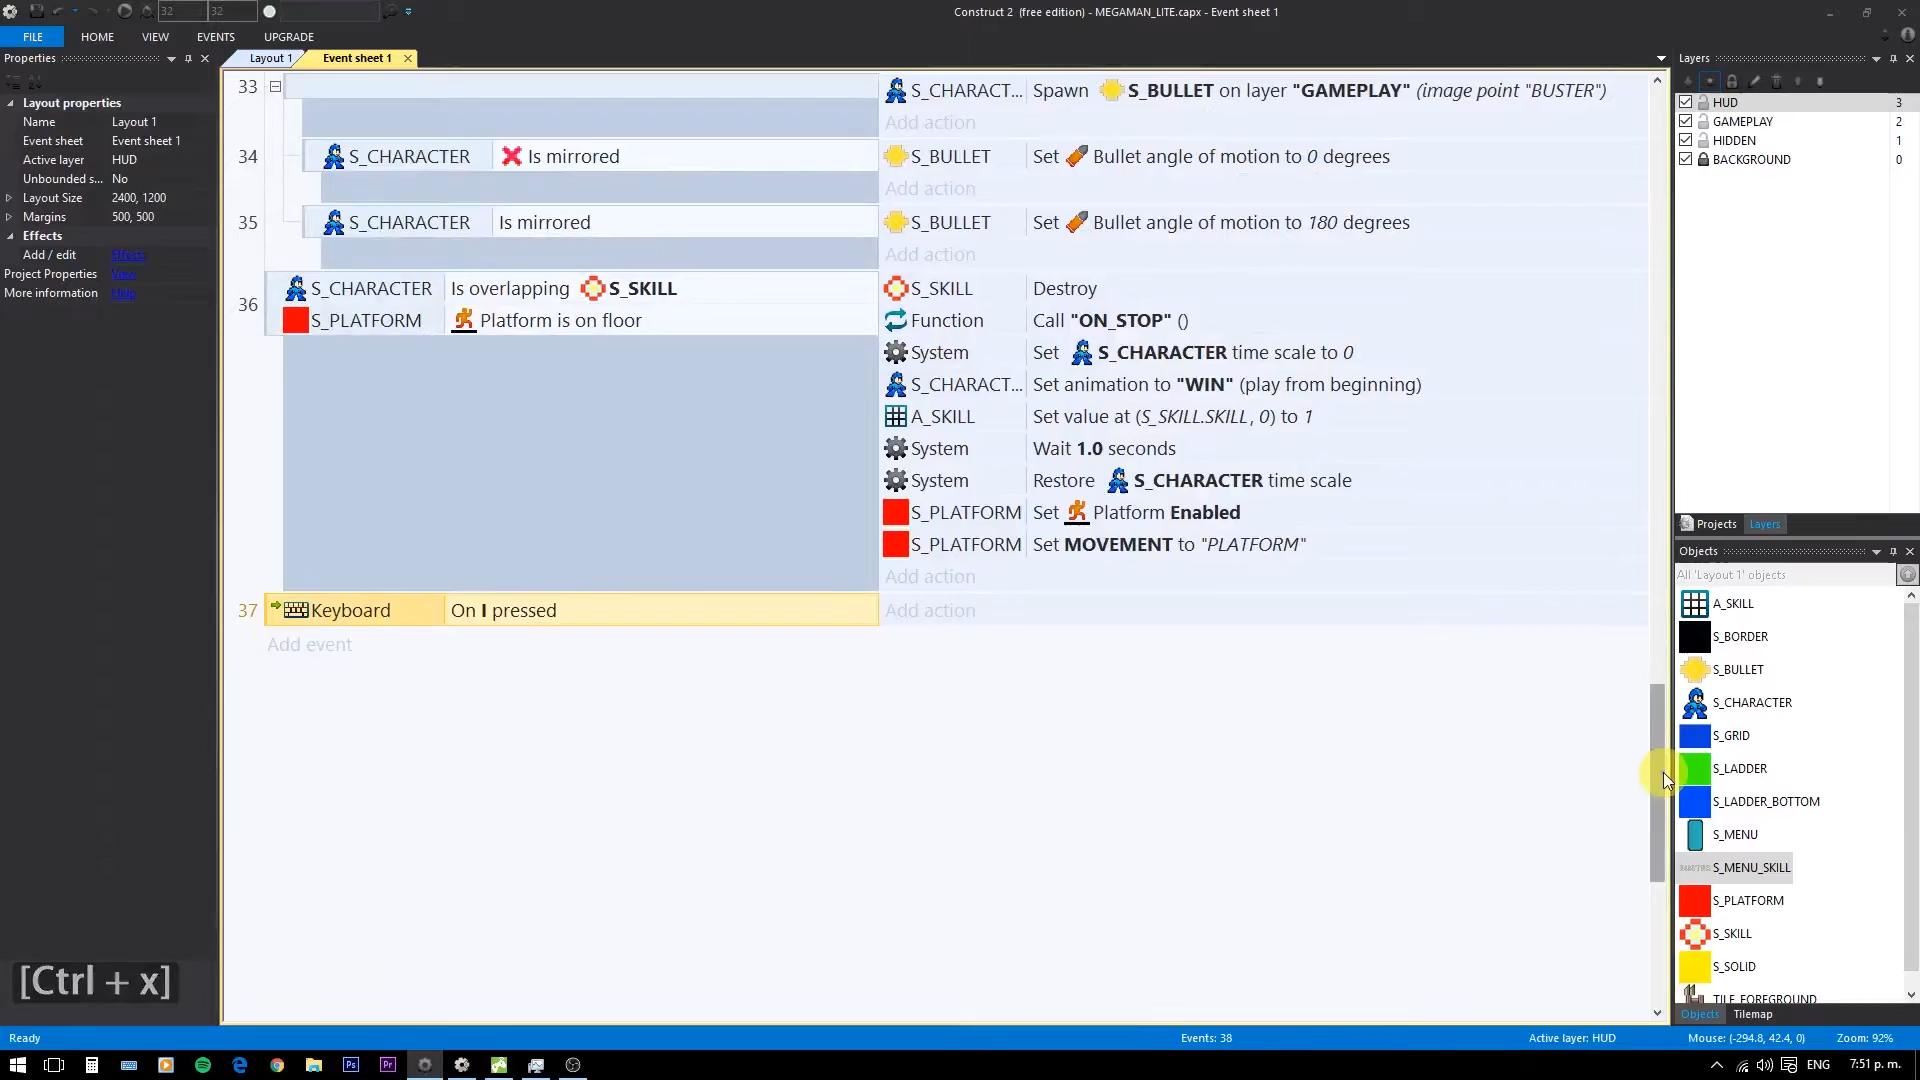 32 32
Construct 2 (free edition) - MEGAMAN_LITE.capx - Event sheet 1
FILE HOME VIEW EVENTS UPGRADE
Properties
Layout properties
Name Layout 1
Event sheet Event sheet 1
Active layer HUD
Unbounded s... No
Layout Size 2400, 1200
Margins 500, 500
Effects
Add / edit Effects
Project Properties View
More information Help
Layout 1 Event sheet 1
33 S_CHARACT... Spawn S_BULLET on layer "GAMEPLAY" (image point "BUSTER")
Add action
34 S_CHARACTER Is mirrored S_BULLET Set Bullet angle of motion to 0 degrees
Add action
35 S_CHARACTER Is mirrored S_BULLET Set Bullet angle of motion to 180 degrees
Add action
36 S_CHARACTER Is overlapping S_SKILL S_SKILL Destroy
S_PLATFORM Platform is on floor Function Call "ON_STOP" ()
System Set S_CHARACTER time scale to 0
S_CHARACT... Set animation to "WIN" (play from beginning)
A_SKILL Set value at (S_SKILL.SKILL, 0) to 1
System Wait 1.0 seconds
System Restore S_CHARACTER time scale
S_PLATFORM Set Platform Enabled
S_PLATFORM Set MOVEMENT to "PLATFORM"
Add action
37 Keyboard On I pressed Add action
Add event
Layers
HUD 3
GAMEPLAY 2
HIDDEN 1
BACKGROUND 0
Projects Layers
Objects
All 'Layout 1' objects
A_SKILL
S_BORDER
S_BULLET
S_CHARACTER
S_GRID
S_LADDER
S_LADDER_BOTTOM
S_MENU
S_MENU_SKILL
S_PLATFORM
S_SKILL
S_SOLID
TILE_FOREGROUND
Objects Tilemap
[Ctrl + x]
Ready Events: 38 Active layer: HUD Mouse: (-294.8, 42.4, 0) Zoom: 92%
Ps Pr ENG 7:51 p. m.